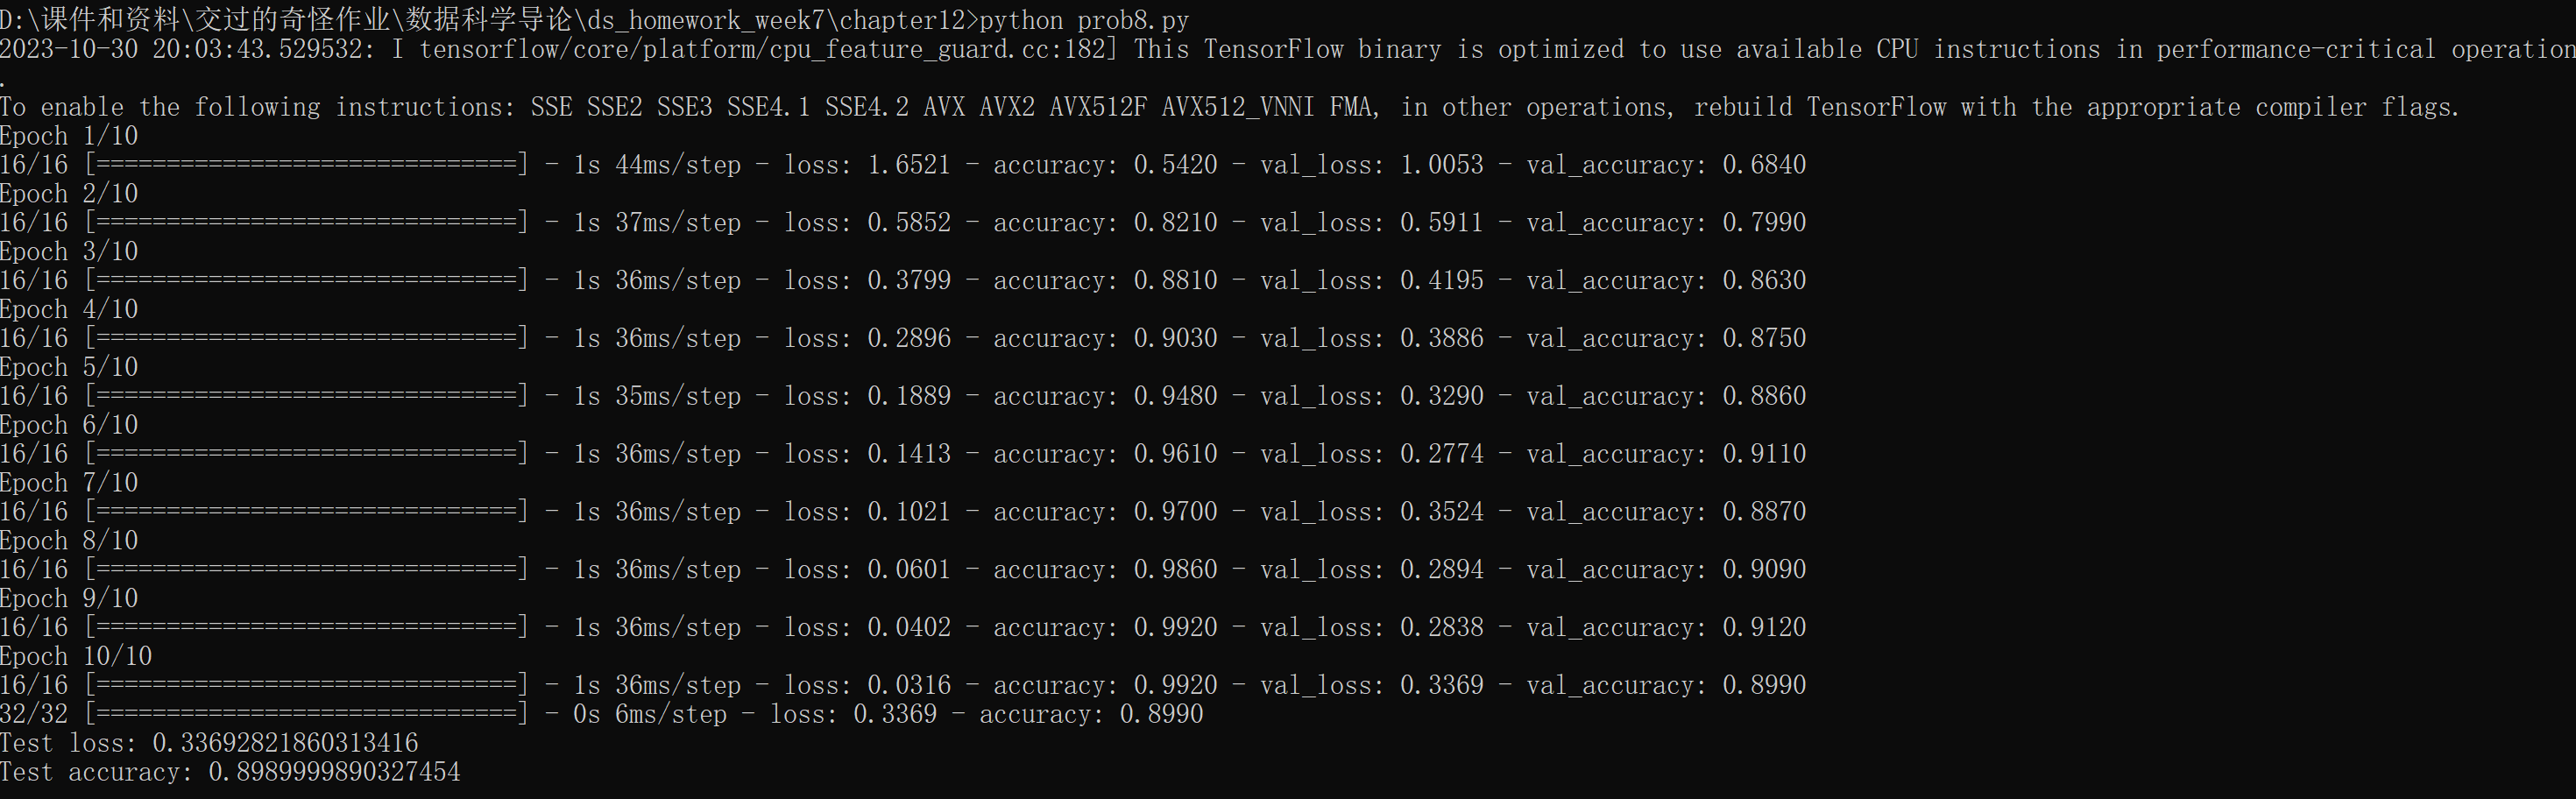 D:\课件和资料\交过的奇怪作业\数据科学导论\ds_homework_week7\chapter12>python prob8.py
2023-10-30 20:03:43.529532: I tensorflow/core/platform/cpu_feature_guard.cc:182] This TensorFlow binary is optimized to use available CPU instructions in performance-critical operation
.
To enable the following instructions: SSE SSE2 SSE3 SSE4.1 SSE4.2 AVX AVX2 AVX512F AVX512_VNNI FMA, in other operations, rebuild TensorFlow with the appropriate compiler flags.
Epoch 1/10
16/16 [==============================] - 1s 44ms/step - loss: 1.6521 - accuracy: 0.5420 - val_loss: 1.0053 - val_accuracy: 0.6840
Epoch 2/10
16/16 [==============================] - 1s 37ms/step - loss: 0.5852 - accuracy: 0.8210 - val_loss: 0.5911 - val_accuracy: 0.7990
Epoch 3/10
16/16 [==============================] - 1s 36ms/step - loss: 0.3799 - accuracy: 0.8810 - val_loss: 0.4195 - val_accuracy: 0.8630
Epoch 4/10
16/16 [==============================] - 1s 36ms/step - loss: 0.2896 - accuracy: 0.9030 - val_loss: 0.3886 - val_accuracy: 0.8750
Epoch 5/10
16/16 [==============================] - 1s 35ms/step - loss: 0.1889 - accuracy: 0.9480 - val_loss: 0.3290 - val_accuracy: 0.8860
Epoch 6/10
16/16 [==============================] - 1s 36ms/step - loss: 0.1413 - accuracy: 0.9610 - val_loss: 0.2774 - val_accuracy: 0.9110
Epoch 7/10
16/16 [==============================] - 1s 36ms/step - loss: 0.1021 - accuracy: 0.9700 - val_loss: 0.3524 - val_accuracy: 0.8870
Epoch 8/10
16/16 [==============================] - 1s 36ms/step - loss: 0.0601 - accuracy: 0.9860 - val_loss: 0.2894 - val_accuracy: 0.9090
Epoch 9/10
16/16 [==============================] - 1s 36ms/step - loss: 0.0402 - accuracy: 0.9920 - val_loss: 0.2838 - val_accuracy: 0.9120
Epoch 10/10
16/16 [==============================] - 1s 36ms/step - loss: 0.0316 - accuracy: 0.9920 - val_loss: 0.3369 - val_accuracy: 0.8990
32/32 [==============================] - 0s 6ms/step - loss: 0.3369 - accuracy: 0.8990
Test loss: 0.33692821860313416
Test accuracy: 0.8989999890327454